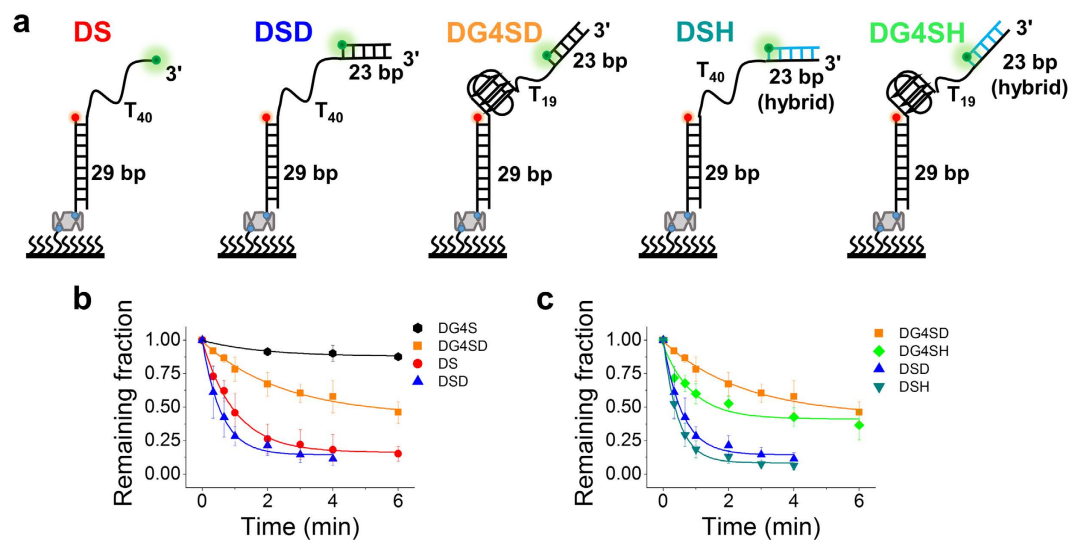 a
DS
DSD
DG4SD
DSH
DG4SH
3'
T40
29 bp
23 bp
T40
29 bp
3'
23 bp
T19
29 bp
T40
23 bp 3'
(hybrid)
29 bp
3'
23 bp
(hybrid)
T19
29 bp
b
Remaining fraction
1.00
0.75
0.50
0.25
0.00
0
2
4
6
Time (min)
DG4S
DG4SD
DS
DSD
c
Remaining fraction
1.00
0.75
0.50
0.25
0.00
0
2
4
6
Time (min)
DG4SD
DG4SH
DSD
DSH